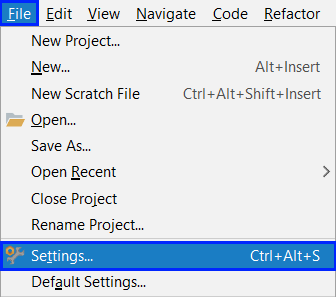 File Edit View Navigate Code Refactor
New Project...
New... Alt+Insert
New Scratch File Ctrl+Alt+Shift+Insert
Open...
Save As...
Open Recent
Close Project
Rename Project...
Settings... Ctrl+Alt+S
Default Settings...